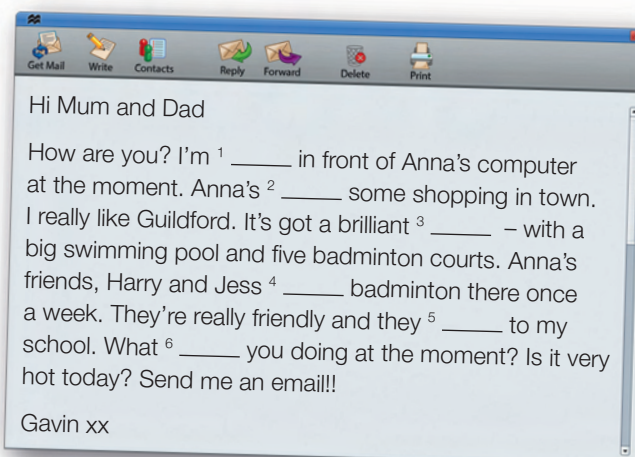 Get Mail Write Contacts Reply Forward Delete Print
Hi Mum and Dad
How are you? I'm 1 _____ in front of Anna's computer
at the moment. Anna's 2 _____ some shopping in town.
I really like Guildford. It's got a brilliant 3 _____ – with a
big swimming pool and five badminton courts. Anna's
friends, Harry and Jess 4 _____ badminton there once
a week. They're really friendly and they 5 _____ to my
school. What 6 _____ you doing at the moment? Is it very
hot today? Send me an email!!
Gavin xx